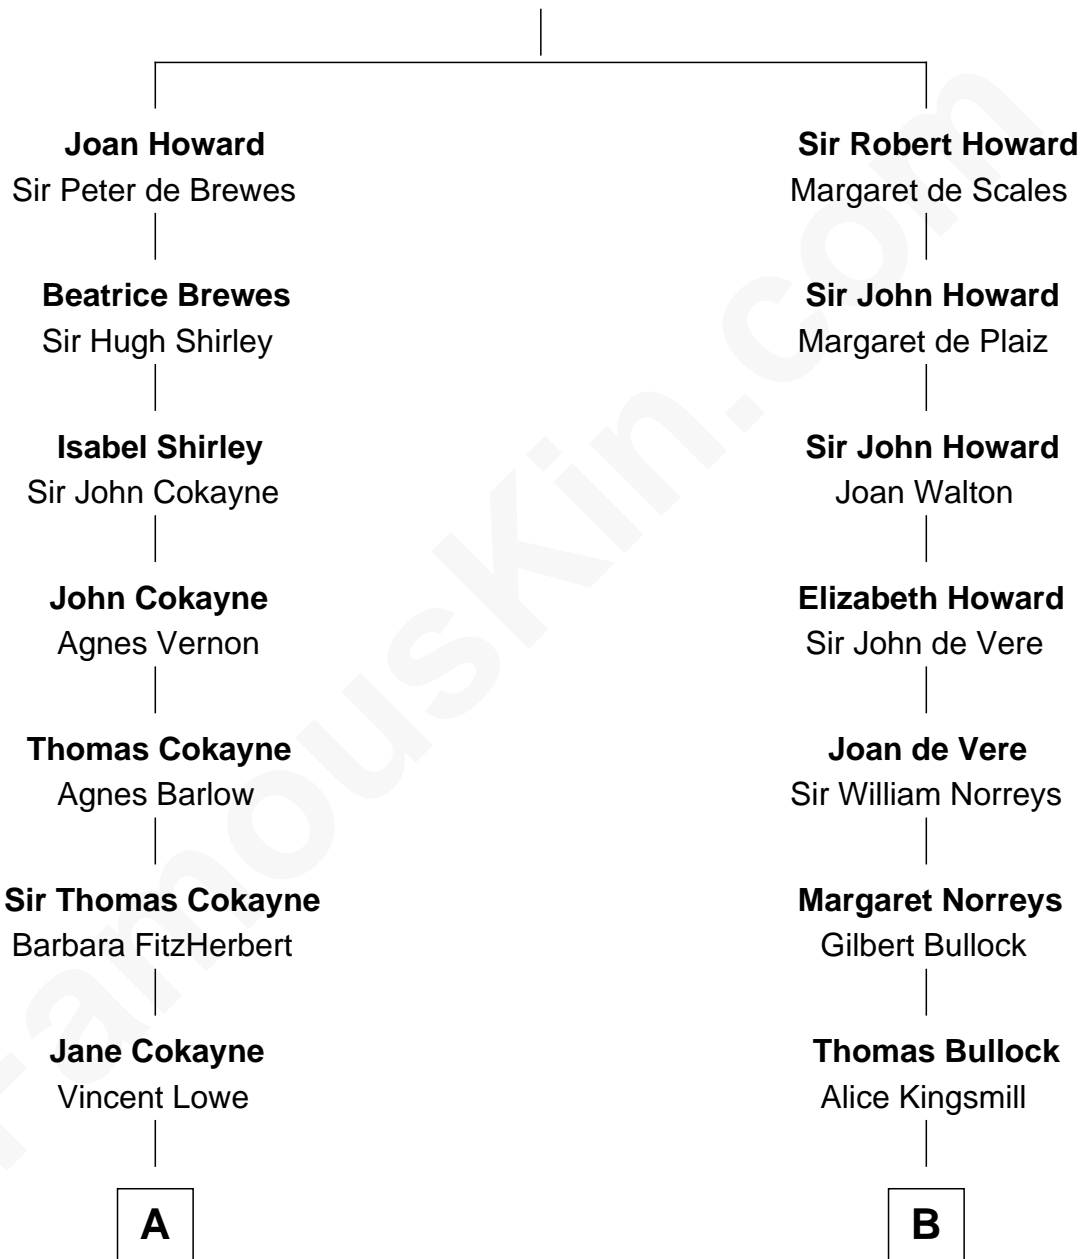 Joan Howard
Sir Peter de Brewes
Beatrice Brewes
Sir Hugh Shirley
Isabel Shirley
Sir John Cokayne
John Cokayne
Agnes Vernon
Thomas Cokayne
Agnes Barlow
Sir Thomas Cokayne
Barbara FitzHerbert
Jane Cokayne
Vincent Lowe
A
Sir Robert Howard
Margaret de Scales
Sir John Howard
Margaret de Plaiz
Sir John Howard
Joan Walton
Elizabeth Howard
Sir John de Vere
Joan de Vere
Sir William Norreys
Margaret Norreys
Gilbert Bullock
Thomas Bullock
Alice Kingsmill
B
FamousKin.com